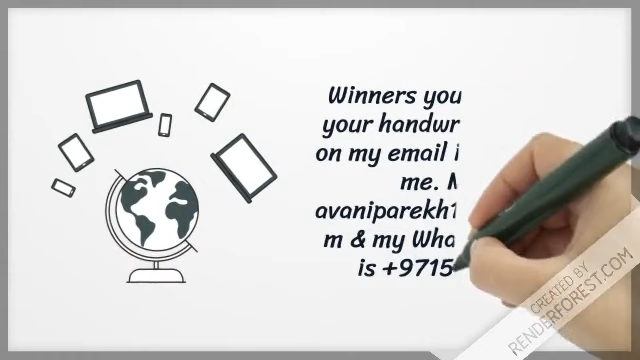 Winners you
your handwr
on my email i
me. M
avaniparekh1
m & my Wha
is +9715
CREATED BY
RENDERFOREST.COM